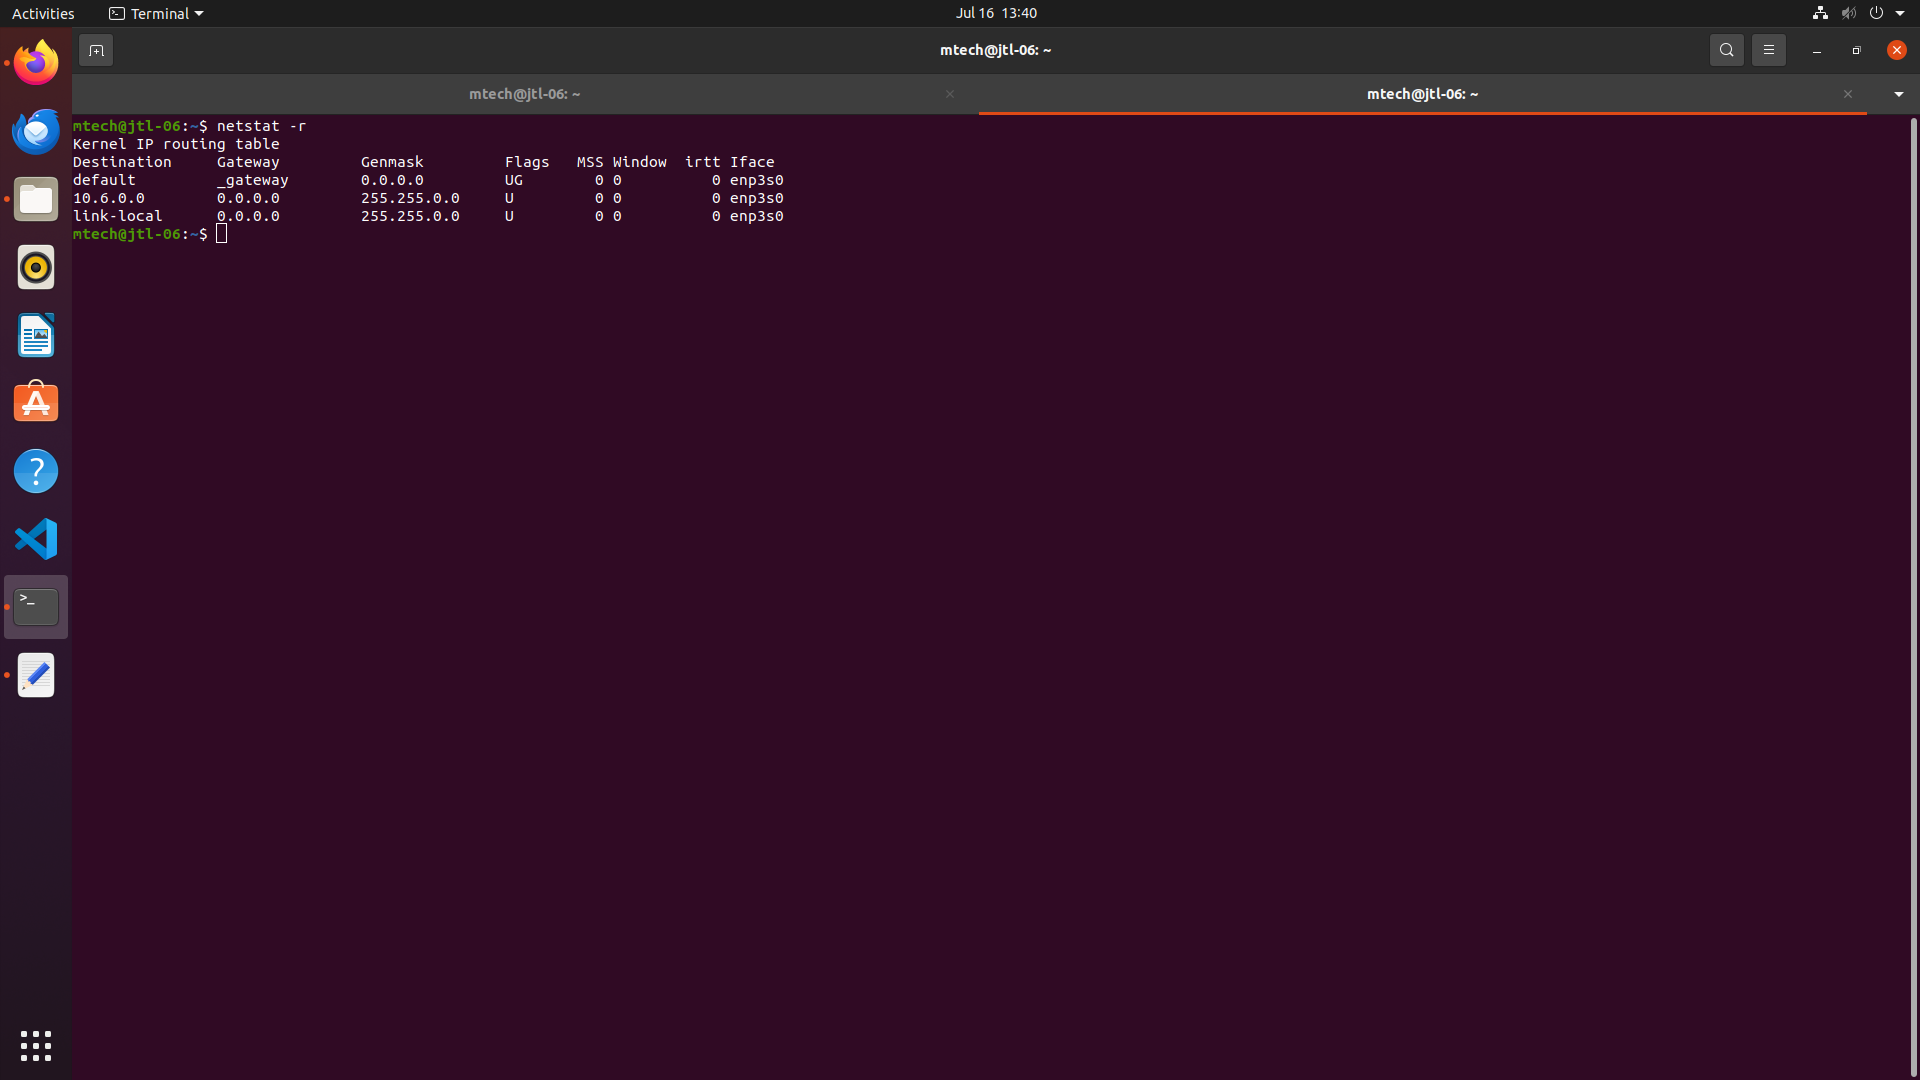 Activities Terminal Jul 16 13:40
mtech@jtl-06: ~
mtech@jtl-06: ~ mtech@jtl-06: ~
mtech@jtl-06:~$ netstat -r
Kernel IP routing table
Destination     Gateway         Genmask         Flags   MSS Window  irtt Iface
default         _gateway        0.0.0.0         UG        0 0          0 enp3s0
10.6.0.0        0.0.0.0         255.255.0.0     U         0 0          0 enp3s0
link-local      0.0.0.0         255.255.0.0     U         0 0          0 enp3s0
mtech@jtl-06:~$